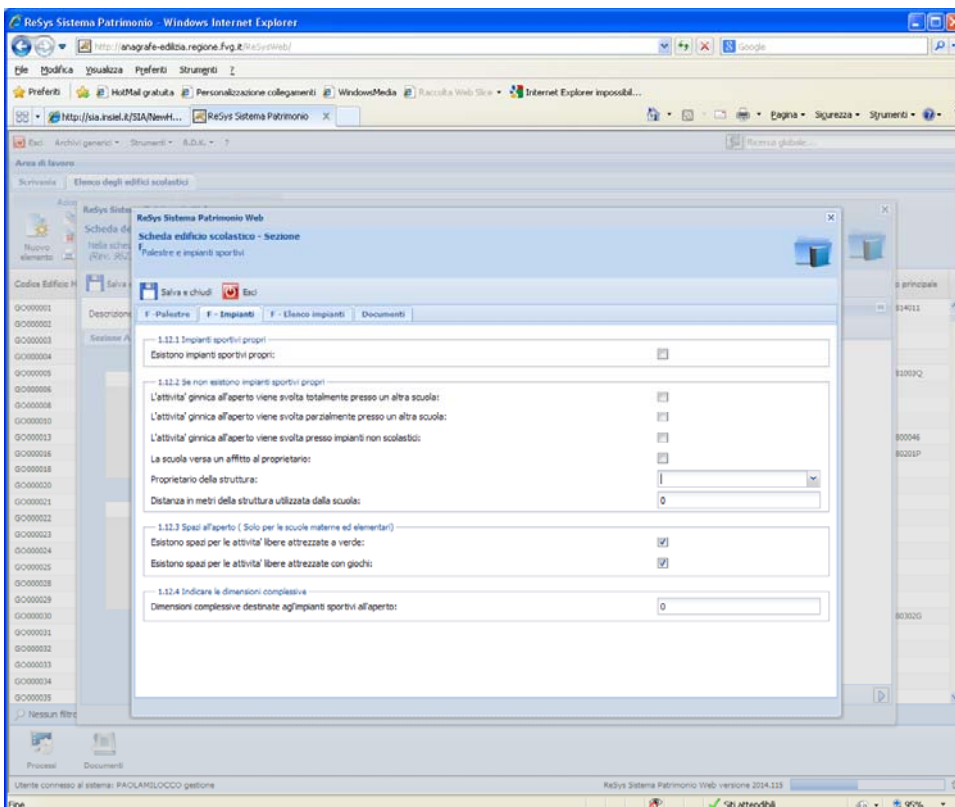 ReSys Sistema Patrimonio - Windows Internet Explorer
http://anagrafe-edilizia.regione.fvg.it/ReSysWeb/
Google
File Modifica Visualizza Preferiti Strumenti ?
Preferiti HotMail gratuita Personalizzazione collegamenti WindowsMedia Raccolta Web Slice Internet Explorer impossibil...
http://sia.insiel.it/SIA/NewH... ReSys Sistema Patrimonio X
Pagina Sicurezza Strumenti
Esci Archivi generici Strumenti B.D.K. ?
Ricerca globale...
Area di lavoro
Scrivania Elenco degli edifici scolastici
Nuovo elemento
ReSys Sistema Patrimonio Web
Scheda edificio scolastico - Sezione
F
Palestre e impianti sportivi
Salva e chiudi Esci
F -Palestre F - Impianti F - Elenco impianti Documenti
1.12.1 Impianti sportivi propri
Esistono impianti sportivi propri:
1.12.2 Se non esistono impianti sportivi propri
L'attivita' ginnica all'aperto viene svolta totalmente presso un altra scuola:
L'attivita' ginnica all'aperto viene svolta parzialmente presso un altra scuola:
L'attivita' ginnica all'aperto viene svolta presso impianti non scolastici:
La scuola versa un affitto al proprietario:
Proprietario della struttura:
Distanza in metri della struttura utilizzata dalla scuola: 0
1.12.3 Spazi all'aperto ( Solo per le scuole materne ed elementari)
Esistono spazi per le attivita' libere attrezzate a verde:
Esistono spazi per le attivita' libere attrezzate con giochi:
1.12.4 Indicare le dimensioni complessive
Dimensioni complessive destinate agl'impianti sportivi all'aperto: 0
Codice Edificio
GO000001
GO000002
GO000003
GO000004
GO000005
GO000006
GO000008
GO000010
GO000013
GO000016
GO000018
GO000020
GO000021
GO000022
GO000023
GO000024
GO000025
GO000028
GO000029
GO000030
GO000031
GO000032
GO000033
GO000034
GO000035
Descrizione
Sezione A
principale
Nessun filtro
Processi Documenti
Utente connesso al sistema: PAOLAMILOCCO gestione
ReSys Sistema Patrimonio Web versione 2014.115
Fine
Siti attendibili
95%